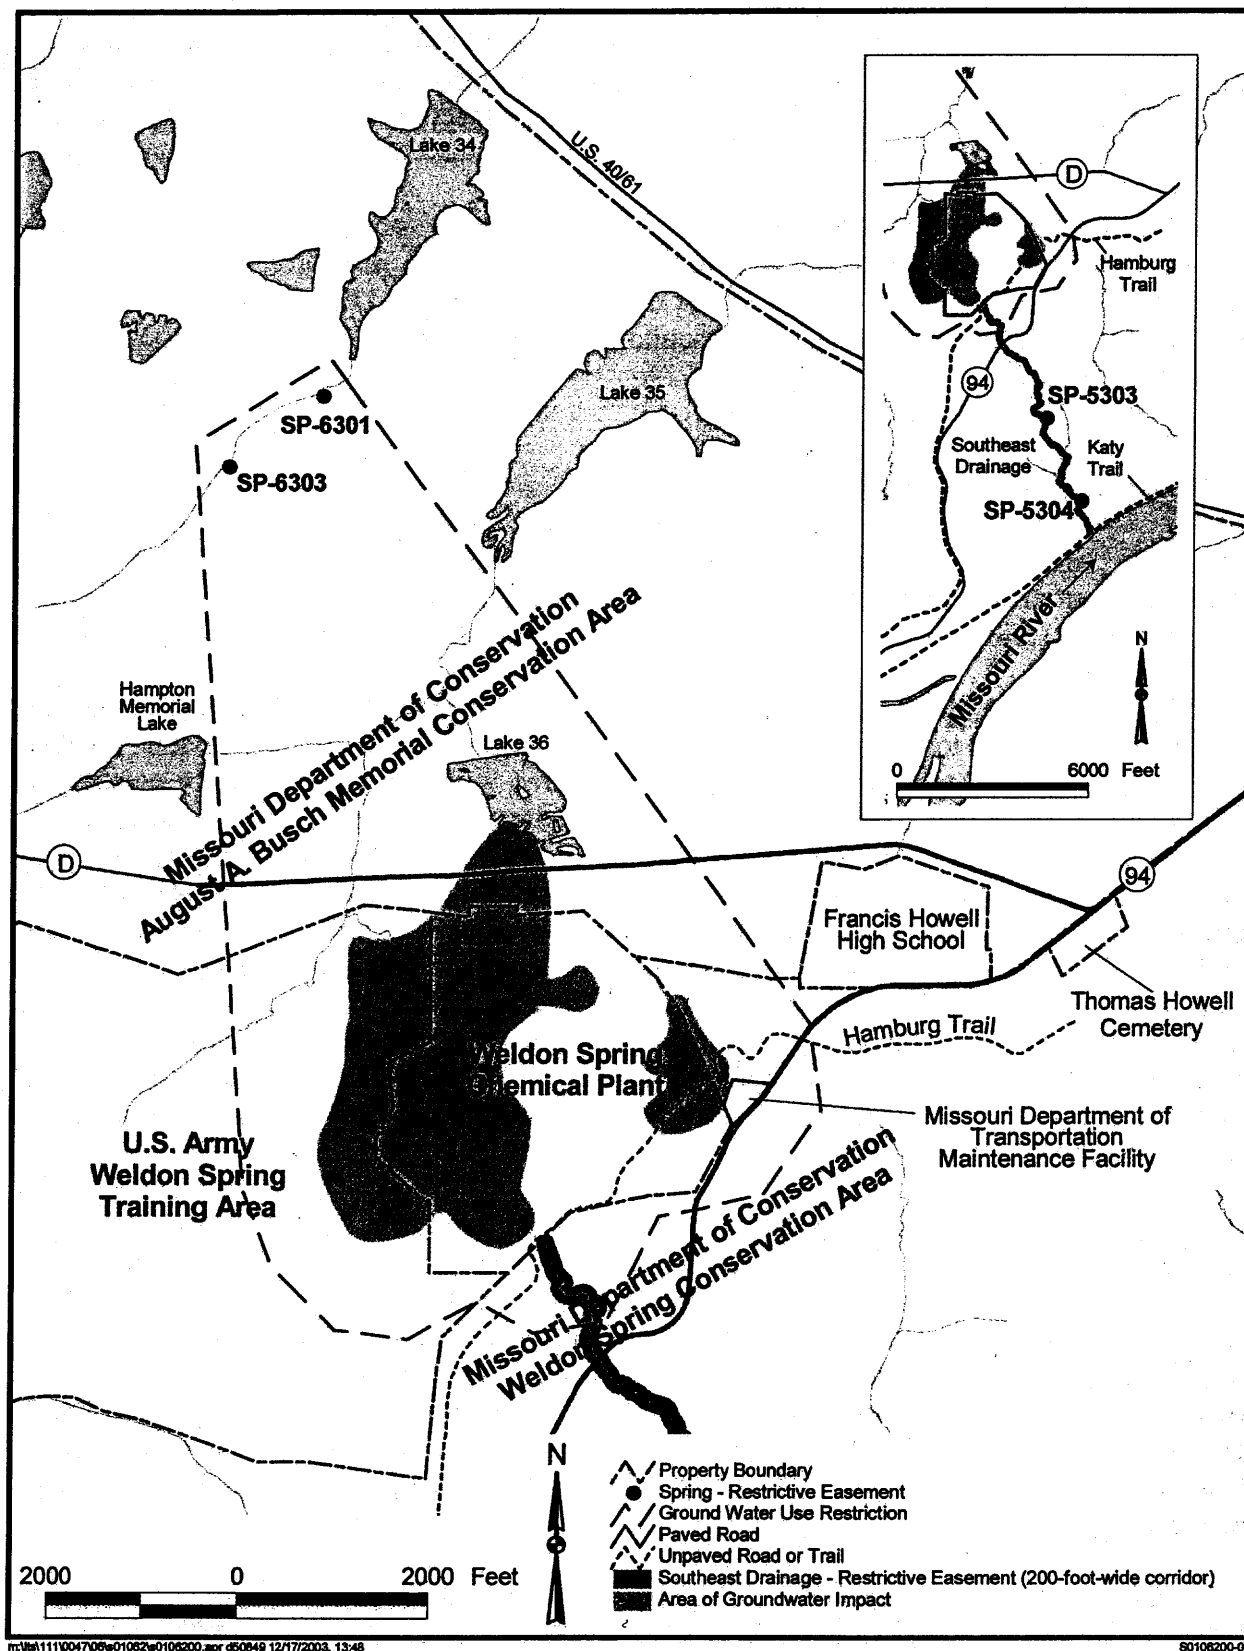 Lake 34
U.S. 40/61
Lake 35
SP-6301
SP-6303
Missouri Department of Conservation
August A. Busch Memorial Conservation Area
Hampton
Memorial
Lake
Lake 36
D
94
Francis Howell
High School
Thomas Howell
Cemetery
Hamburg Trail
Weldon Spring
Chemical Plant
Missouri Department of
Transportation
Maintenance Facility
U.S. Army
Weldon Spring
Training Area
Missouri Department of Conservation
Weldon Spring Conservation Area
D
Hamburg
Trail
94
SP-5303
Southeast
Drainage
Katy
Trail
SP-5304
Missouri River
N
0 6000 Feet
N
Property Boundary
Spring - Restrictive Easement
Ground Water Use Restriction
Paved Road
Unpaved Road or Trail
Southeast Drainage - Restrictive Easement (200-foot-wide corridor)
Area of Groundwater Impact
2000 0 2000 Feet
12/17/2003, 13:48